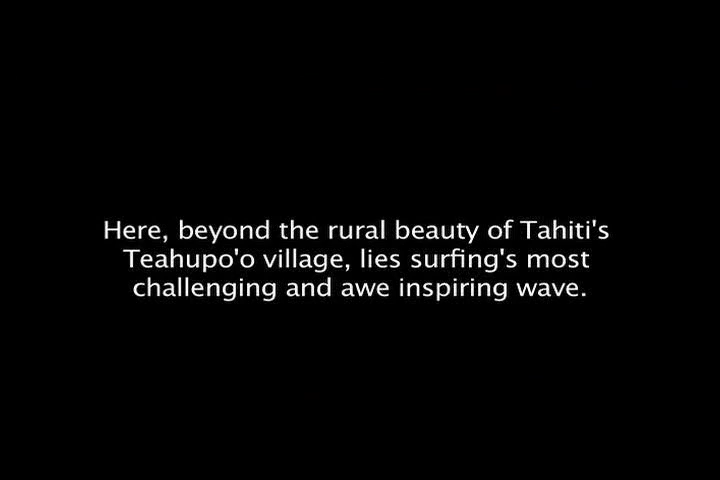 Here, beyond the rural beauty of Tahiti's
Teahupo'o village, lies surfing's most
challenging and awe inspiring wave.